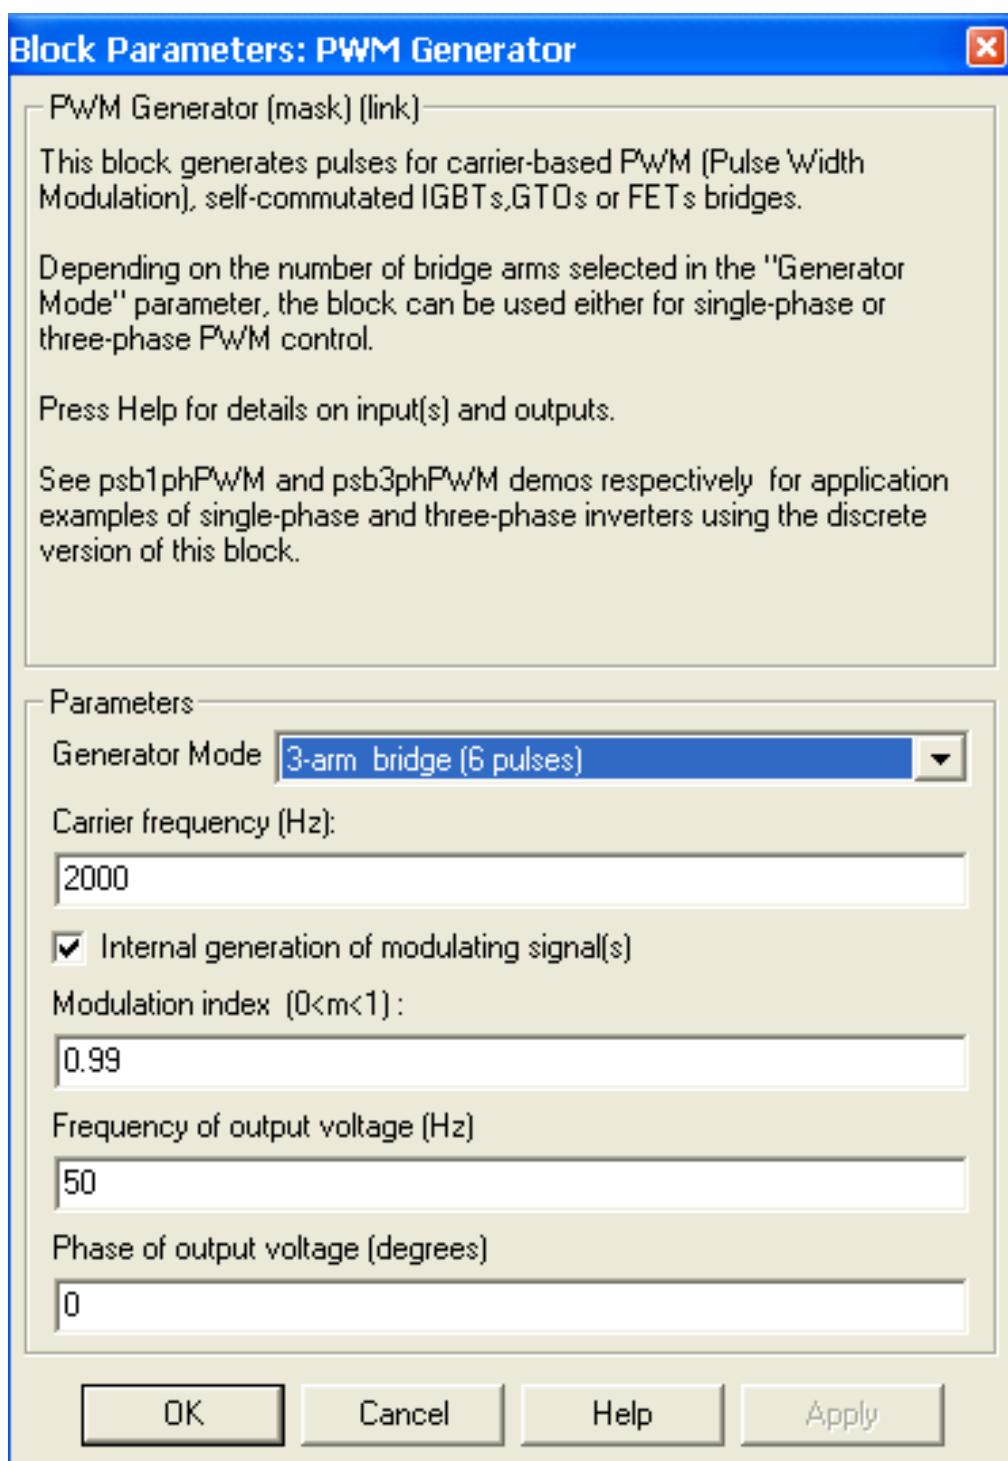 Block Parameters: PWM Generator
PWM Generator (mask) (link)
This block generates pulses for carrier-based PWM (Pulse Width
Modulation), self-commutated IGBTs,GTOs or FETs bridges.
Depending on the number of bridge arms selected in the "Generator
Mode" parameter, the block can be used either for single-phase or
three-phase PWM control.
Press Help for details on input(s) and outputs.
See psb1phPWM and psb3phPWM demos respectively  for application
examples of single-phase and three-phase inverters using the discrete
version of this block.
Parameters
Generator Mode 3-arm  bridge (6 pulses)
Carrier frequency (Hz):
2000
Internal generation of modulating signal(s)
Modulation index  (0<m<1) :
0.99
Frequency of output voltage (Hz)
50
Phase of output voltage (degrees)
0
OK Cancel Help Apply